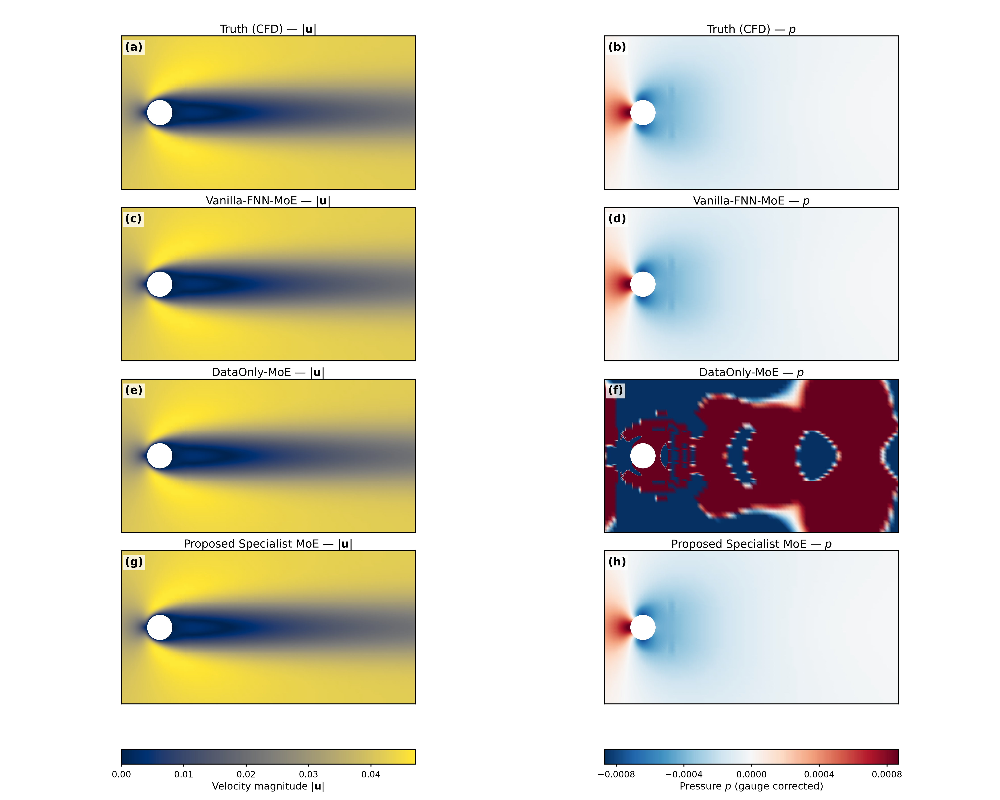 Truth (CFD) — |u|
(a)
Truth (CFD) — p
(b)
Vanilla-FNN-MoE — |u|
(c)
Vanilla-FNN-MoE — p
(d)
DataOnly-MoE — |u|
(e)
DataOnly-MoE — p
(f)
Proposed Specialist MoE — |u|
(g)
Proposed Specialist MoE — p
(h)
0.00 0.01 0.02 0.03 0.04
Velocity magnitude |u|
−0.0008 −0.0004 0.0000 0.0004 0.0008
Pressure p (gauge corrected)